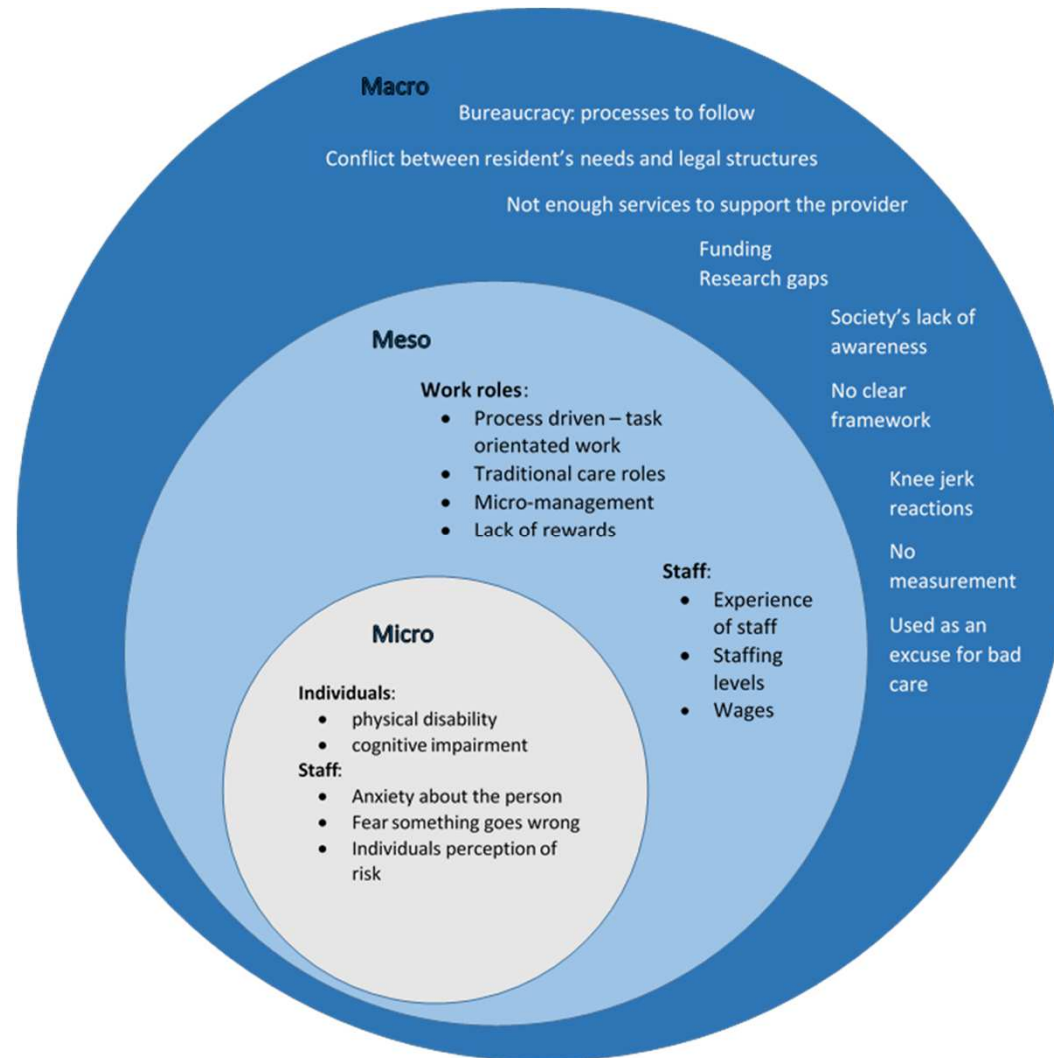 Macro
Bureaucracy: processes to follow
Conflict between resident's needs and legal structures
Not enough services to support the provider
Funding
Research gaps
Society's lack of
awareness
No clear
framework
Knee jerk
reactions
No
measurement
Used as an
excuse for bad
care
Meso
Work roles:
• Process driven – task
orientated work
• Traditional care roles
• Micro-management
• Lack of rewards
Staff:
• Experience
of staff
• Staffing
levels
• Wages
Micro
Individuals:
• physical disability
• cognitive impairment
Staff:
• Anxiety about the person
• Fear something goes wrong
• Individuals perception of
risk